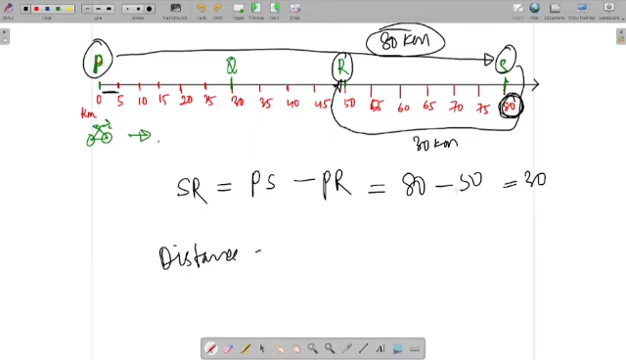 80 km
P Q R S
0 5 10 15 20 25 30 35 40 45 50 55 60 65 70 75 80
Km
30 km
SR = PS - PR = 80 - 50 = 30
Distance -